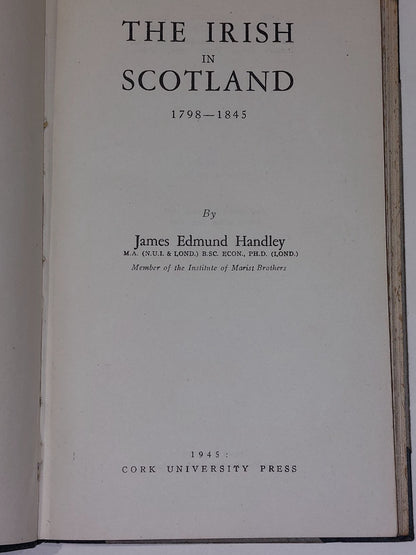 THE IRISH
IN
SCOTLAND
1798—1845
By
James Edmund Handley
M.A. (N.U.I. & LOND.) B.SC. ECON., PH.D. (LOND.)
Member of the Institute of Marist Brothers
1945:
CORK UNIVERSITY PRESS